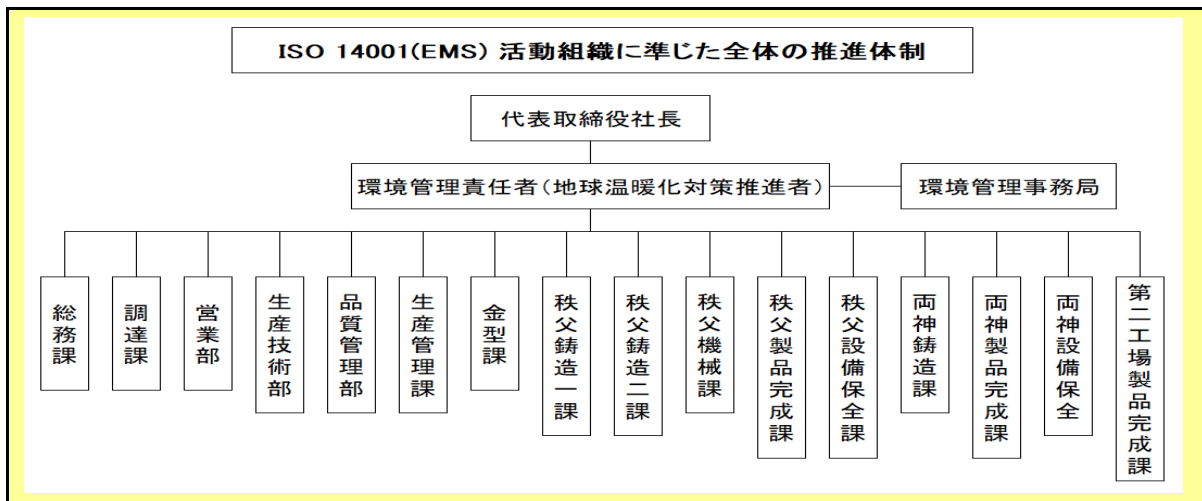 ISO 14001(EMS) 活動組織に準じた全体の推進体制
代表取締役社長
環境管理責任者(地球温暖化対策推進者)
環境管理事務局
総務課
調達課
営業部
生産技術部
品質管理部
生産管理課
金型課
秩父鋳造一課
秩父鋳造二課
秩父機械課
秩父製品完成課
秩父設備保全課
両神鋳造課
両神製品完成課
両神設備保全
第二工場製品完成課